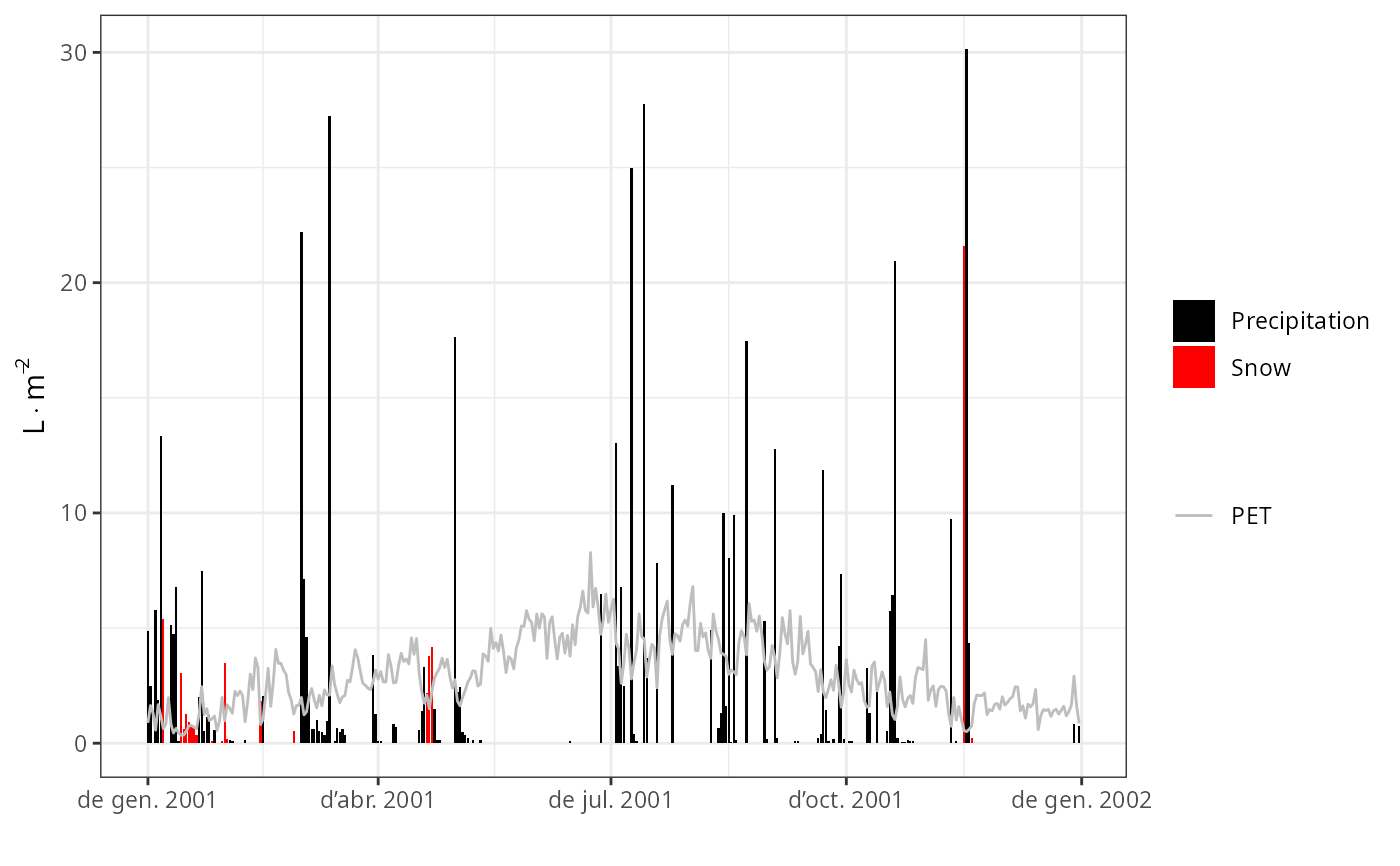 30
20
10
0
L · m⁻²
de gen. 2001
d’abr. 2001
de jul. 2001
d’oct. 2001
de gen. 2002
Precipitation
Snow
PET